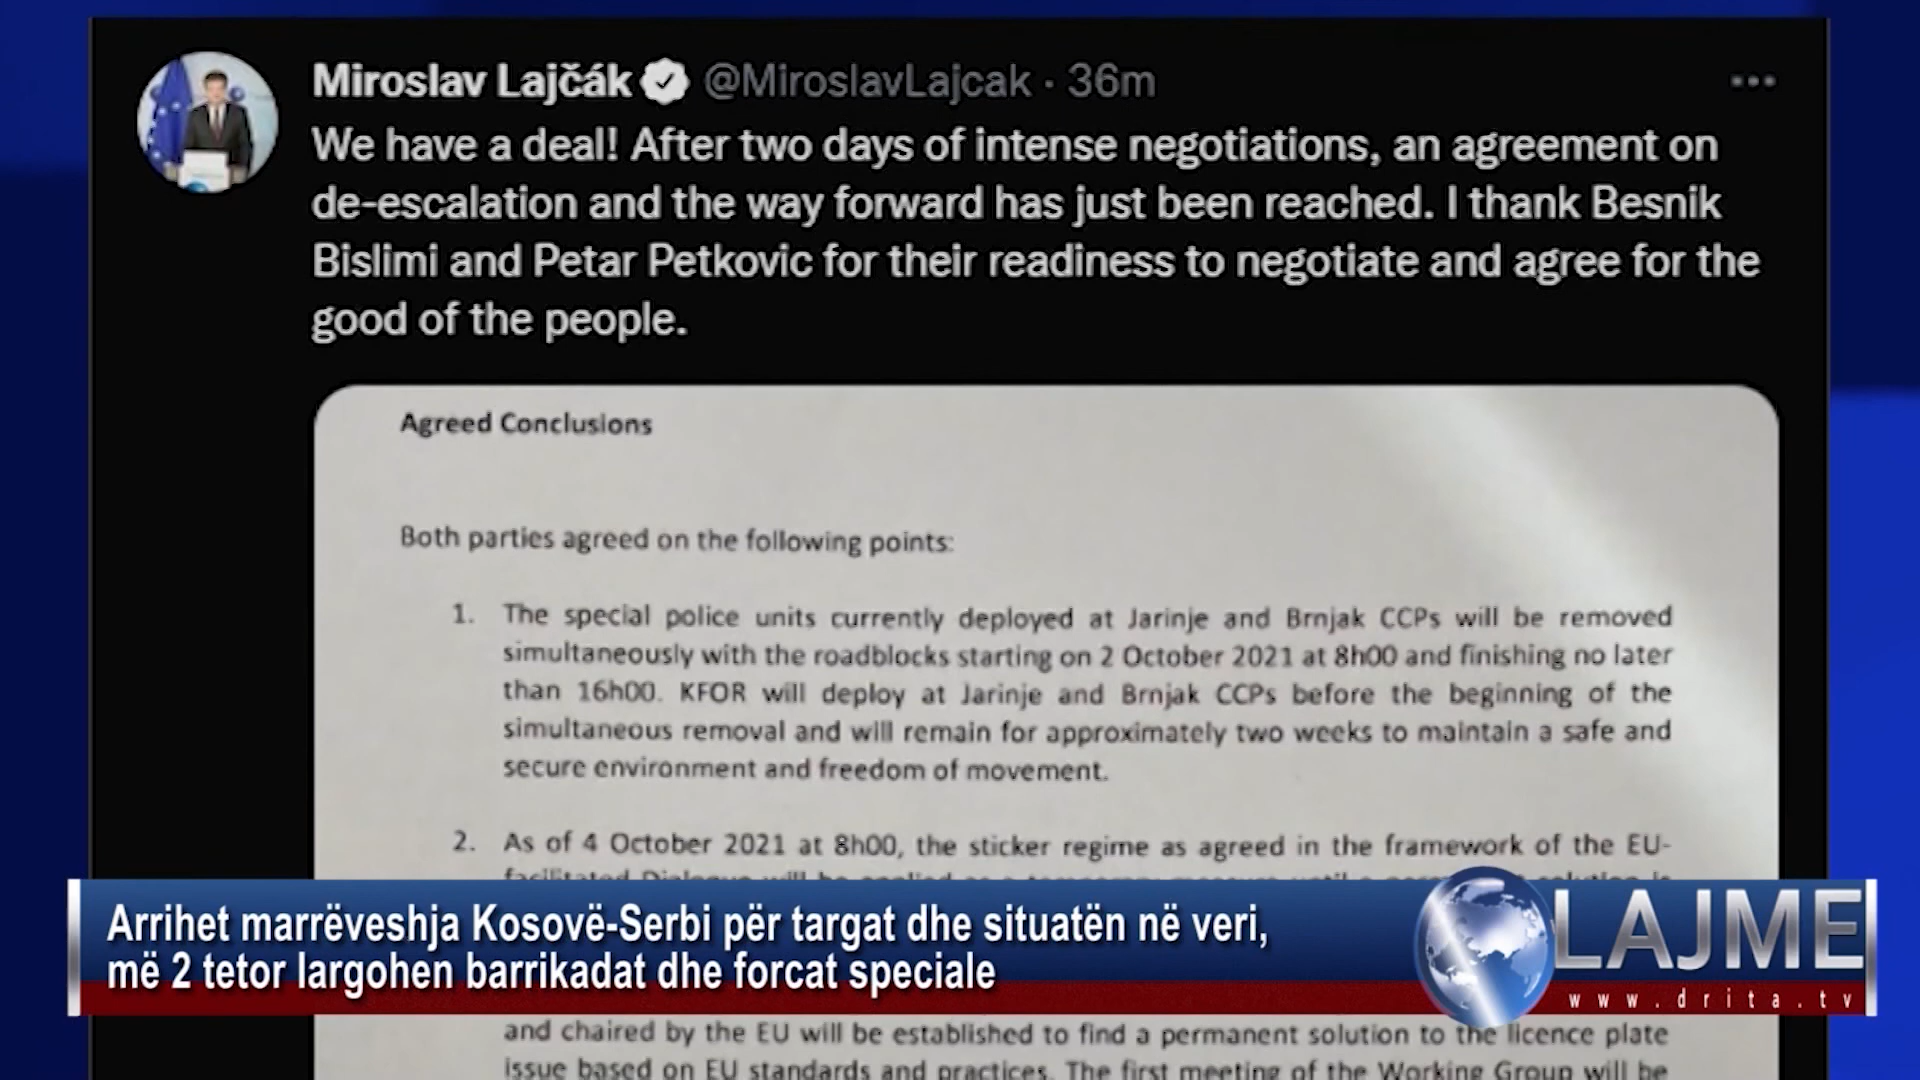 Miroslav Lajčák @MiroslavLajcak · 36m
We have a deal! After two days of intense negotiations, an agreement on
de-escalation and the way forward has just been reached. I thank Besnik
Bislimi and Petar Petkovic for their readiness to negotiate and agree for the
good of the people.
Agreed Conclusions
Both parties agreed on the following points:
1. The special police units currently deployed at Jarinje and Brnjak CCPs will be removed
simultaneously with the roadblocks starting on 2 October 2021 at 8h00 and finishing no later
than 16h00. KFOR will deploy at Jarinje and Brnjak CCPs before the beginning of the
simultaneous removal and will remain for approximately two weeks to maintain a safe and
secure environment and freedom of movement.
2. As of 4 October 2021 at 8h00, the sticker regime as agreed in the framework of the EU-
Arrihet marrëveshja Kosovë-Serbi për targat dhe situatën në veri,
më 2 tetor largohen barrikadat dhe forcat speciale
LAJME
www.drita.tv
and chaired by the EU will be established to find a permanent solution to the licence plate
issue based on EU standards and practices. The first meeting of the Working Group will be